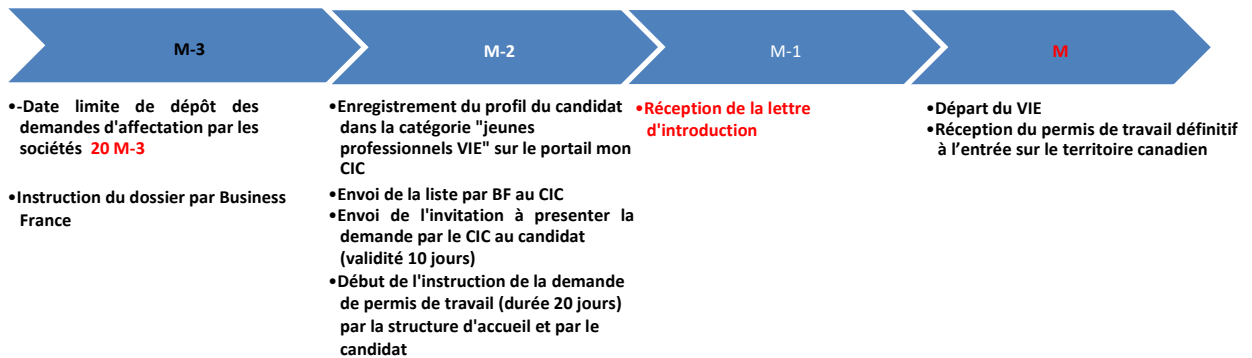 M-3
•-Date limite de dépôt des
demandes d'affectation par les
sociétés 20 M-3
•Instruction du dossier par Business
France
M-2
•Enregistrement du profil du candidat
dans la catégorie "jeunes
professionnels VIE" sur le portail mon
CIC
•Envoi de la liste par BF au CIC
•Envoi de l'invitation à presenter la
demande par le CIC au candidat
(validité 10 jours)
•Début de l'instruction de la demande
de permis de travail (durée 20 jours)
par la structure d'accueil et par le
candidat
M-1
•Réception de la lettre
d'introduction
M
•Départ du VIE
•Réception du permis de travail définitif
à l’entrée sur le territoire canadien